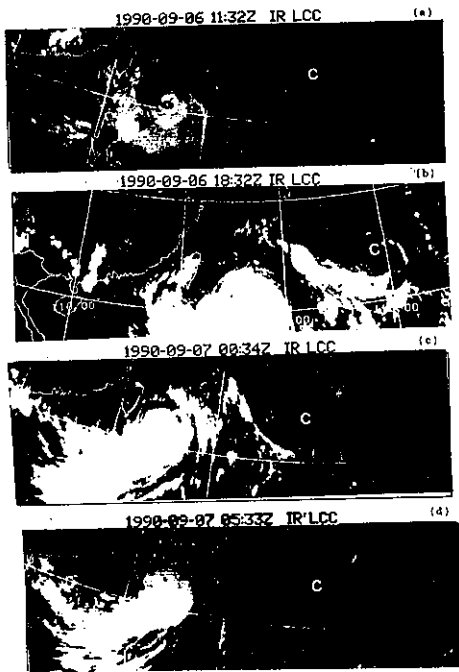 1990-09-06 11:32Z IR LCC
(a)
C
1990-09-06 18:32Z IR LCC
(b)
C
1990-09-07 00:34Z IR LCC
(c)
C
1990-09-07 05:33Z IR LCC
(d)
C